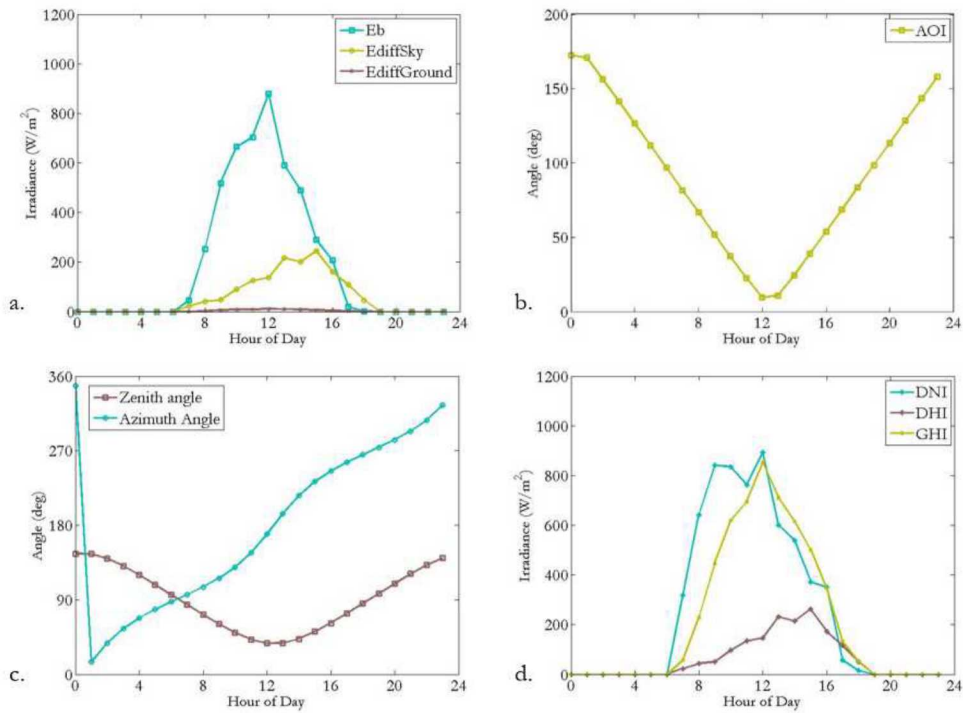 1200
1000
800
600
400
200
0
Irradiance (W/m²)
Eb
EdiffSky
EdiffGround
0 4 8 12 16 20 24
Hour of Day
a.
200
150
100
50
0
Angle (deg)
AOI
0 4 8 12 16 20 24
Hour of Day
b.
360
270
180
90
0
Angle (deg)
Zenith angle
Azimuth Angle
0 4 8 12 16 20 24
Hour of Day
c.
1200
1000
800
600
400
200
0
Irradiance (W/m²)
DNI
DHI
GHI
0 4 8 12 16 20 24
Hour of Day
d.